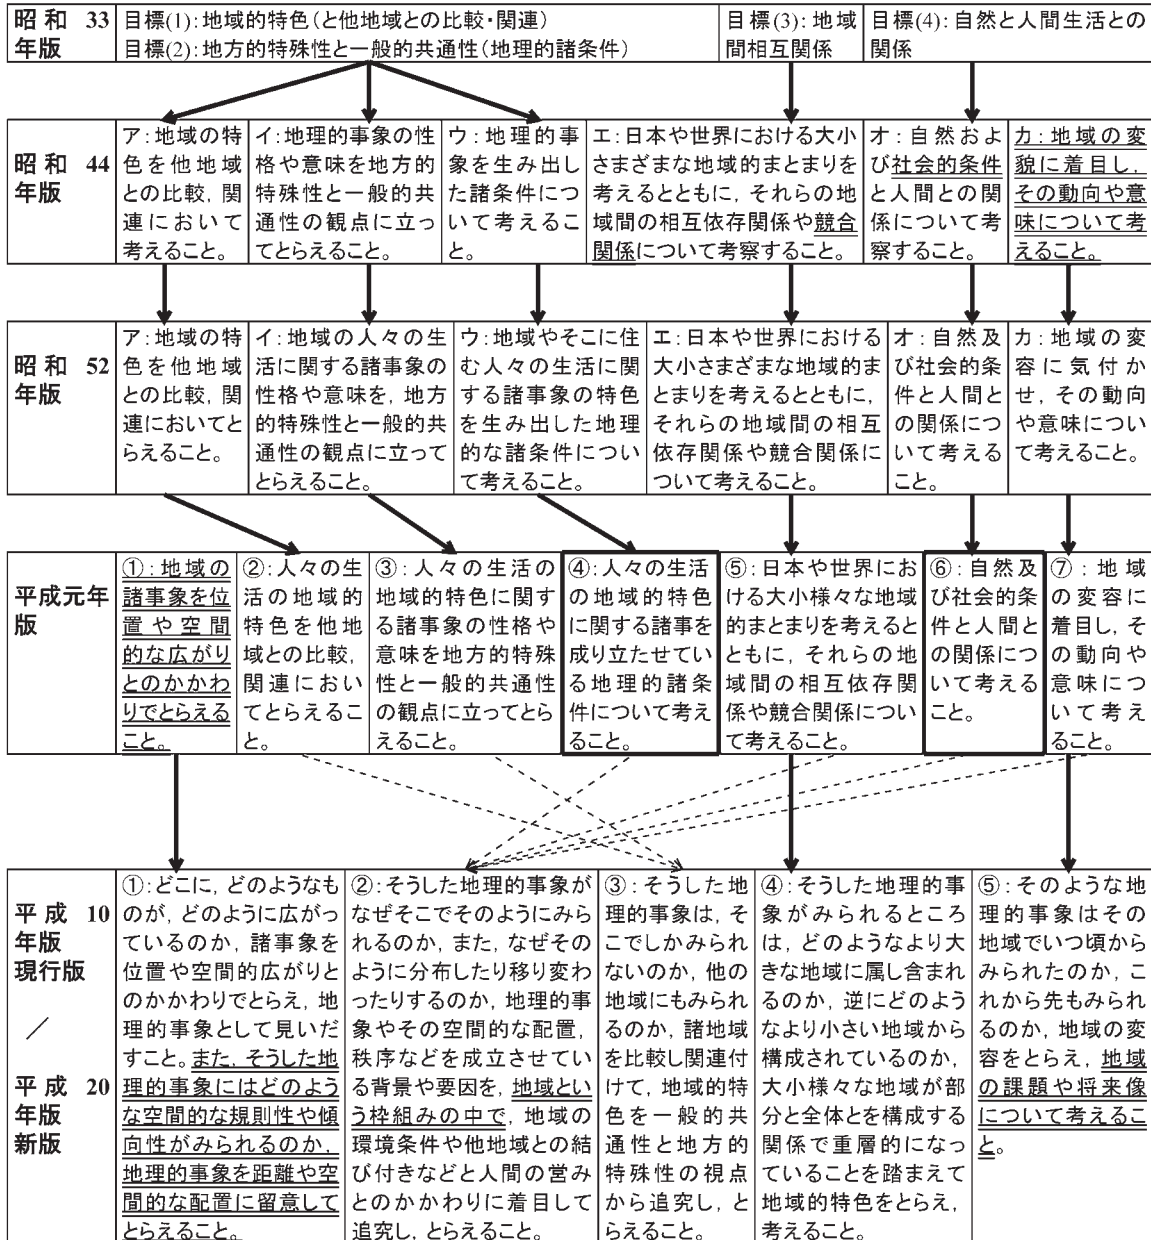 昭和 33
年版
目標(1):地域的特色(と他地域との比較・関連)
目標(2):地方的特殊性と一般的共通性(地理的諸条件)
目標(3):地域
間相互関係
目標(4):自然と人間生活との
関係
昭和 44
年版
ア:地域の特
色を他地域
との比較,関
連において
考えること。
イ:地理的事象の性
格や意味を地方的
特殊性と一般的共
通性の観点に立っ
てとらえること。
ウ:地理的事
象を生み出し
た諸条件につ
いて考えるこ
と。
エ:日本や世界における大小
さまざまな地域的まとまりを
考えるとともに,それらの地
域間の相互依存関係や競合
関係について考察すること。
オ:自然およ
び社会的条件
と人間との関
係について考
察すること。
カ:地域の変
貌に着目し,
その動向や意
味について考
えること。
昭和 52
年版
ア:地域の特
色を他地域
との比較,関
連においてと
らえること。
イ:地域の人々の生
活に関する諸事象の
性格や意味を,地方
的特殊性と一般的共
通性の観点に立って
とらえること。
ウ:地域やそこに住
む人々の生活に関
する諸事象の特色
を生み出した地理
的な諸条件につい
て考えること。
エ:日本や世界における
大小さまざまな地域的ま
とまりを考えるとともに,
それらの地域間の相互
依存関係や競合関係に
ついて考えること。
オ:自然及
び社会的条
件と人間と
の関係につ
いて考える
こと。
カ:地域の変
容に気付か
せ,その動向
や意味につい
て考えること。
平成元年
版
①:地域の
諸事象を位
置や空間
的な広がり
とのかかわ
りでとらえる
こと。
②:人々の生
活の地域的
特色を他地
域との比較,
関連におい
てとらえるこ
と。
③:人々の生活の
地域的特色に関す
る諸事象の性格や
意味を地方的特殊
性と一般的共通性
の観点に立ってとら
えること。
④:人々の生活
の地域的特色
に関する諸事を
成り立たせてい
る地理的諸条
件について考え
ること。
⑤:日本や世界にお
ける大小様々な地域
的まとまりを考えると
ともに,それらの地
域間の相互依存関
係や競合関係につい
て考えること。
⑥:自然及
び社会的条
件と人間と
の関係につ
いて考える
こと。
⑦:地域
の変容に
着目し,そ
の動向や
意味につ
いて考え
ること。
平成 10
年版
現行版
／
平成 20
年版
新版
①:どこに,どのようなも
のが,どのように広がっ
ているのか,諸事象を
位置や空間的広がりと
のかかわりでとらえ,地
理的事象として見いだ
すこと。また,そうした地
理的事象にはどのよう
な空間的な規則性や傾
向性がみられるのか,
地理的事象を距離や空
間的な配置に留意して
とらえること。
②:そうした地理的事象が
なぜそこでそのようにみら
れるのか,また,なぜその
ように分布したり移り変わ
ったりするのか,地理的事
象やその空間的な配置,
秩序などを成立させてい
る背景や要因を,地域とい
う枠組みの中で,地域の
環境条件や他地域との結
び付きなどと人間の営み
とのかかわりに着目して
追究し,とらえること。
③:そうした地
理的事象は,そ
こでしかみられ
ないのか,他の
地域にもみられ
るのか,諸地域
を比較し関連付
けて,地域的特
色を一般的共
通性と地方的
特殊性の視点
から追究し,と
らえること。
④:そうした地理的事
象がみられるところ
は,どのようなより大
きな地域に属し含まれ
るのか,逆にどのよう
なより小さい地域から
構成されているのか,
大小様々な地域が部
分と全体とを構成する
関係で重層的になっ
ていることを踏まえて
地域的特色をとらえ,
考えること。
⑤:そのような地
理的事象はその
地域でいつ頃から
みられたのか,こ
れから先もみられ
るのか,地域の変
容をとらえ,地域
の課題や将来像
について考えるこ
と。